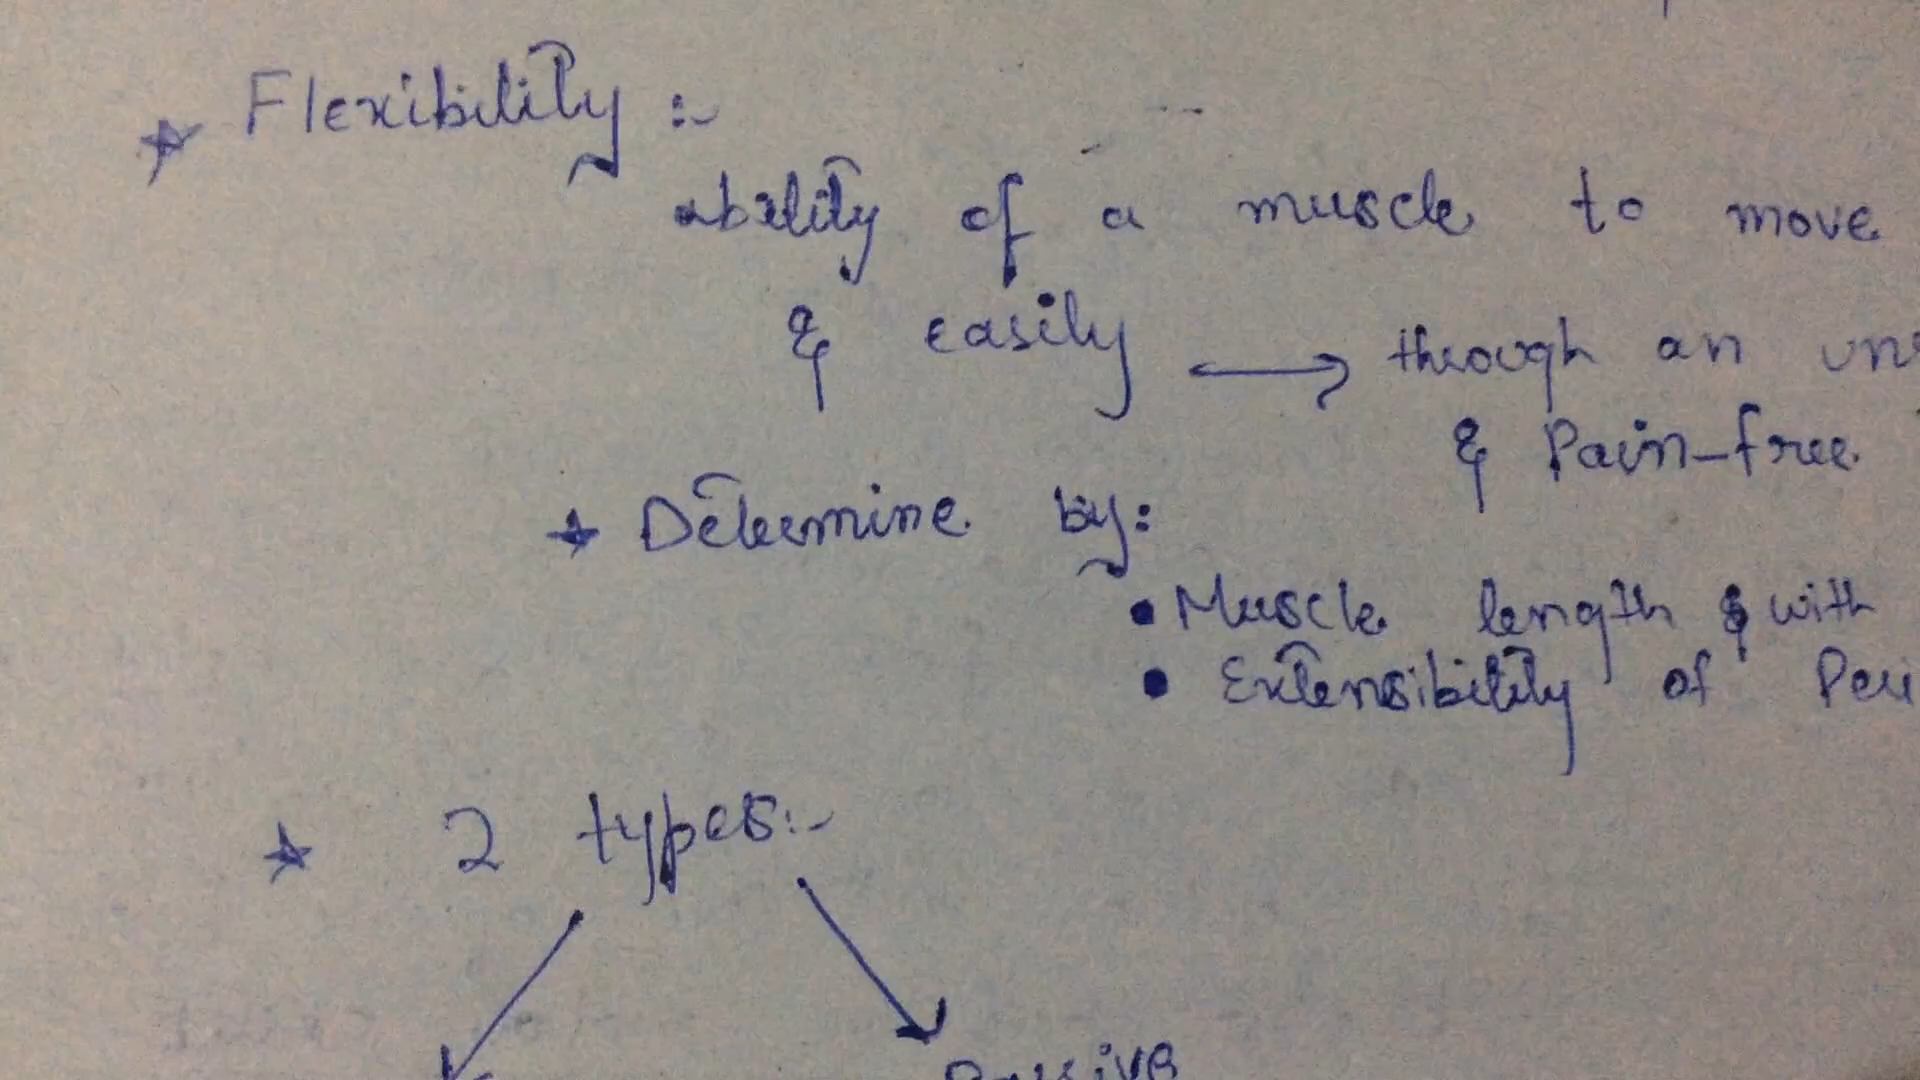 * Flexibility :-
ability of a muscle to move
& easily → through an
& Pain-free
* Determine by:
• Muscle length & with
• Extensibility of
* 2 types:-
Passive